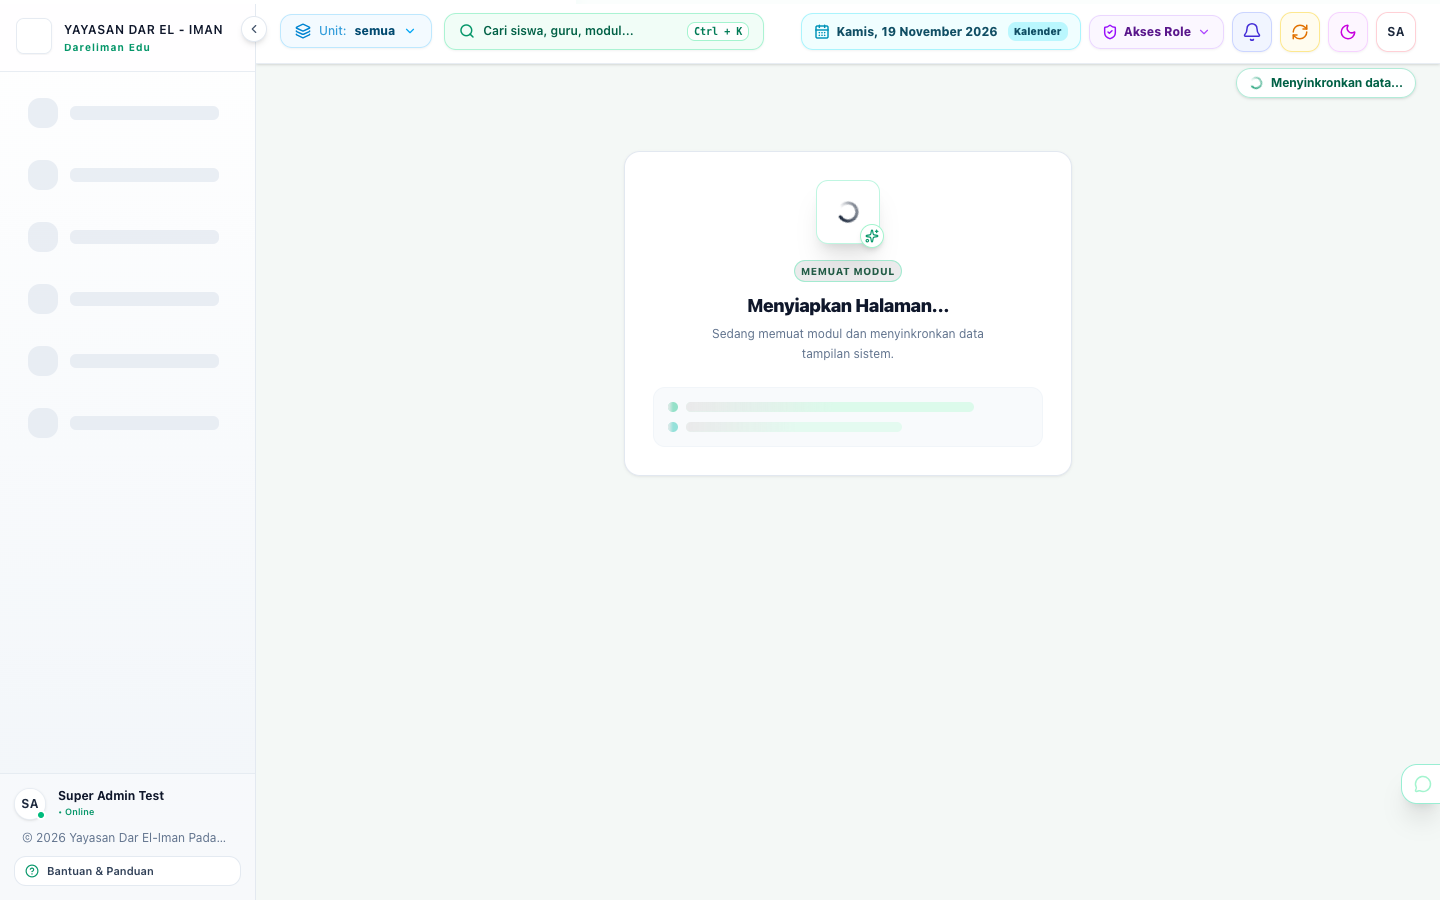 YAYASAN DAR EL - IMAN
Dareliman Edu
Unit: semua
Cari siswa, guru, modul...
Ctrl + K
Kamis, 19 November 2026
Kalender
Akses Role
SA
Menyinkronkan data...
MEMUAT MODUL
Menyiapkan Halaman...
Sedang memuat modul dan menyinkronkan data
tampilan sistem.
SA
Super Admin Test
• Online
© 2026 Yayasan Dar El-Iman Pada...
Bantuan & Panduan